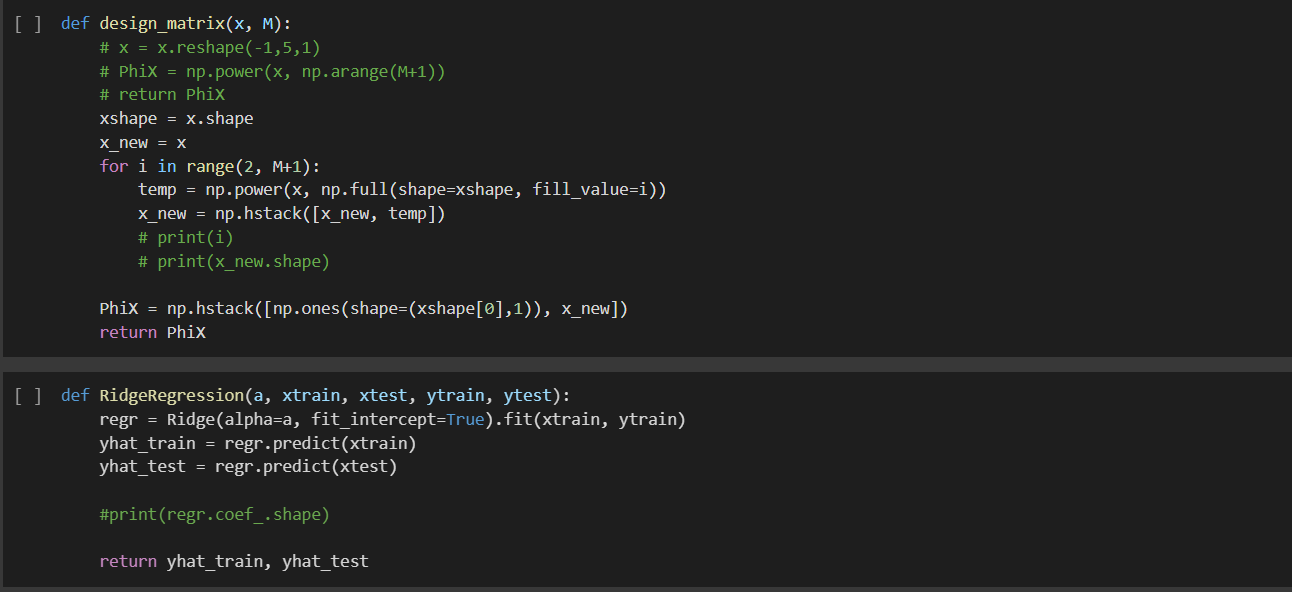 [ ] def design_matrix(x, M):
# x = x.reshape(-1,5,1)
# PhiX = np.power(x, np.arange(M+1))
# return PhiX
xshape = x.shape
x_new = x
for i in range(2, M+1):
temp = np.power(x, np.full(shape=xshape, fill_value=i))
x_new = np.hstack([x_new, temp])
# print(i)
# print(x_new.shape)
PhiX = np.hstack([np.ones(shape=(xshape[0],1)), x_new])
return PhiX
[ ] def RidgeRegression(a, xtrain, xtest, ytrain, ytest):
regr = Ridge(alpha=a, fit_intercept=True).fit(xtrain, ytrain)
yhat_train = regr.predict(xtrain)
yhat_test = regr.predict(xtest)
#print(regr.coef_.shape)
return yhat_train, yhat_test